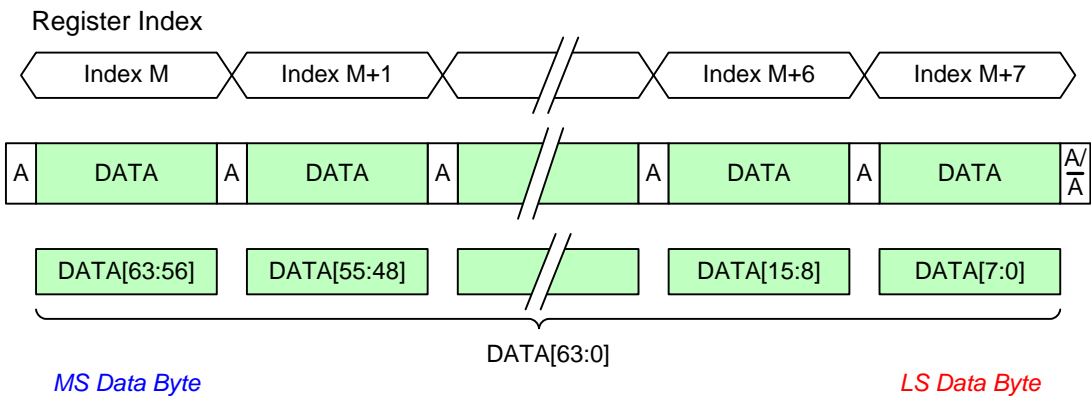 Register Index
Index M Index M+1 Index M+6 Index M+7
A DATA A DATA A A DATA A DATA A/
A
DATA[63:56] DATA[55:48] DATA[15:8] DATA[7:0]
DATA[63:0]
MS Data Byte LS Data Byte